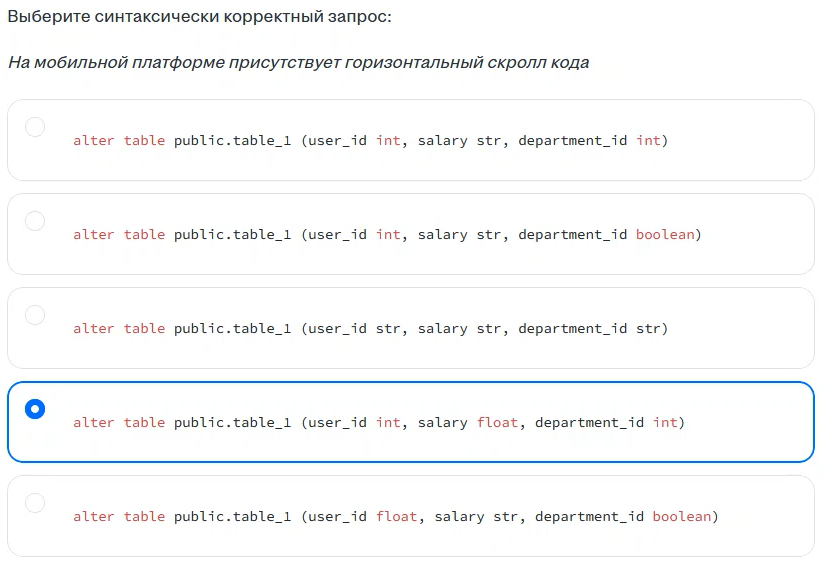 Выберите синтаксически корректный запрос:
На мобильной платформе присутствует горизонтальный скролл кода
alter table public.table_1 (user_id int, salary str, department_id int)
alter table public.table_1 (user_id int, salary str, department_id boolean)
alter table public.table_1 (user_id str, salary str, department_id str)
alter table public.table_1 (user_id int, salary float, department_id int)
alter table public.table_1 (user_id float, salary str, department_id boolean)